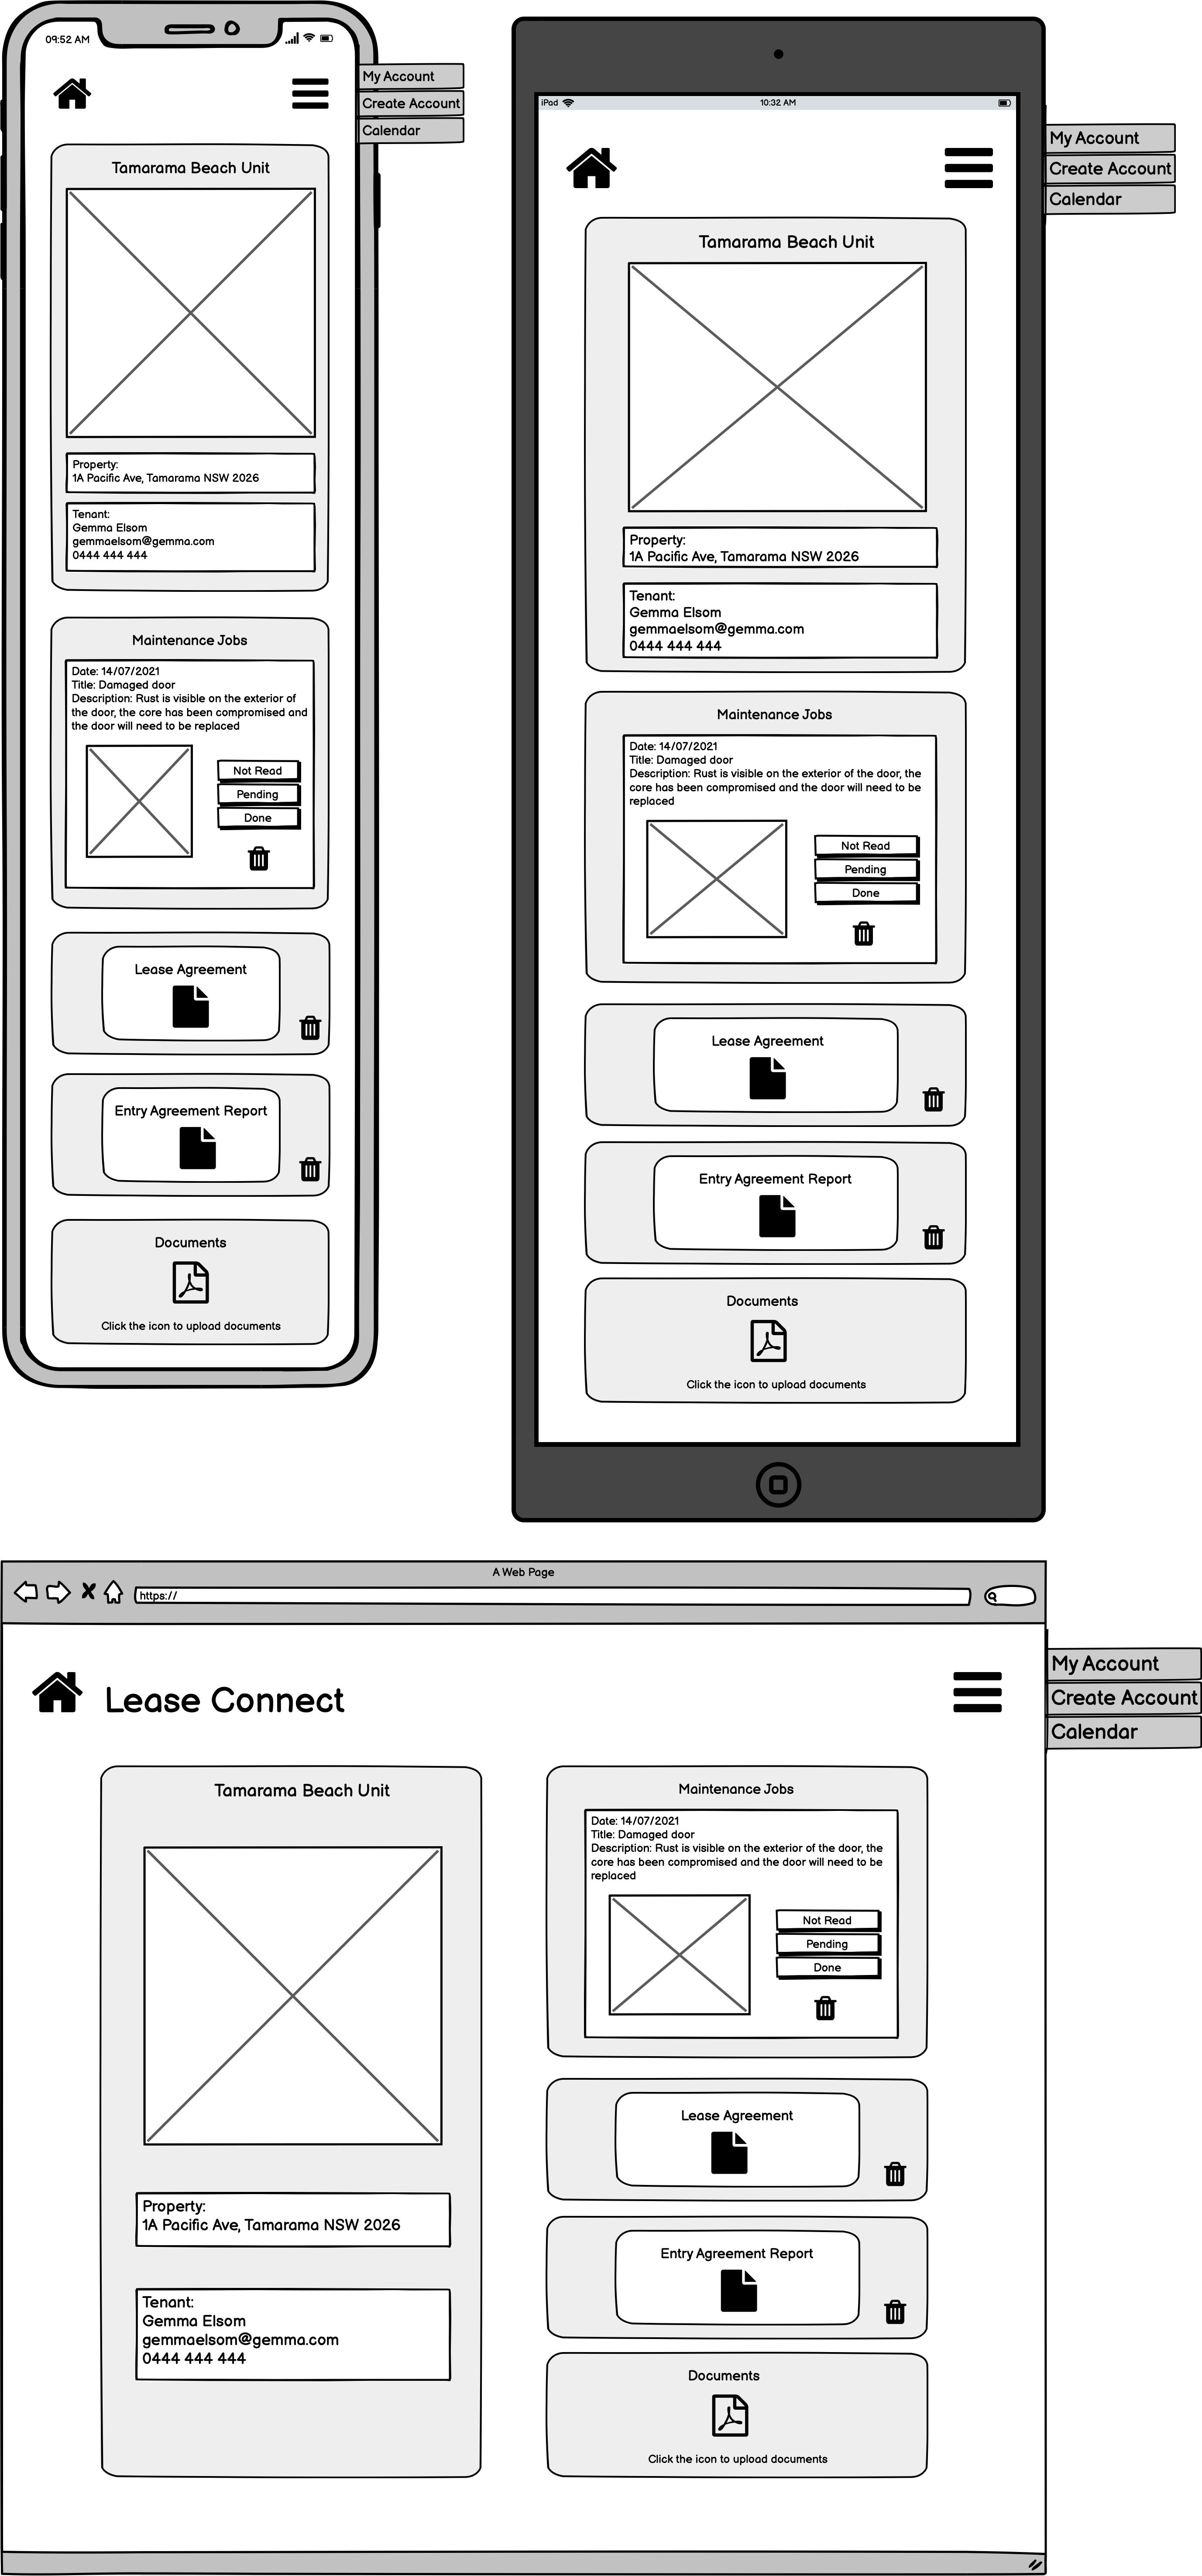 09:52 AM
My Account
Create Account
Calendar
Tamarama Beach Unit
Property:
1A Pacific Ave, Tamarama NSW 2026
Tenant:
Gemma Elsom
gemmaelsom@gemma.com
0444 444 444
Maintenance Jobs
Date: 14/07/2021
Title: Damaged door
Description: Rust is visible on the exterior of
the door, the core has been compromised and
the door will need to be replaced
Not Read
Pending
Done
Lease Agreement
Entry Agreement Report
Documents
Click the icon to upload documents
iPad
10:32 AM
My Account
Create Account
Calendar
Tamarama Beach Unit
Property:
1A Pacific Ave, Tamarama NSW 2026
Tenant:
Gemma Elsom
gemmaelsom@gemma.com
0444 444 444
Maintenance Jobs
Date: 14/07/2021
Title: Damaged door
Description: Rust is visible on the exterior of the door, the
core has been compromised and the door will need to be
replaced
Not Read
Pending
Done
Lease Agreement
Entry Agreement Report
Documents
Click the icon to upload documents
A Web Page
https://
My Account
Create Account
Calendar
Lease Connect
Tamarama Beach Unit
Property:
1A Pacific Ave, Tamarama NSW 2026
Tenant:
Gemma Elsom
gemmaelsom@gemma.com
0444 444 444
Maintenance Jobs
Date: 14/07/2021
Title: Damaged door
Description: Rust is visible on the exterior of the door, the
core has been compromised and the door will need to be
replaced
Not Read
Pending
Done
Lease Agreement
Entry Agreement Report
Documents
Click the icon to upload documents